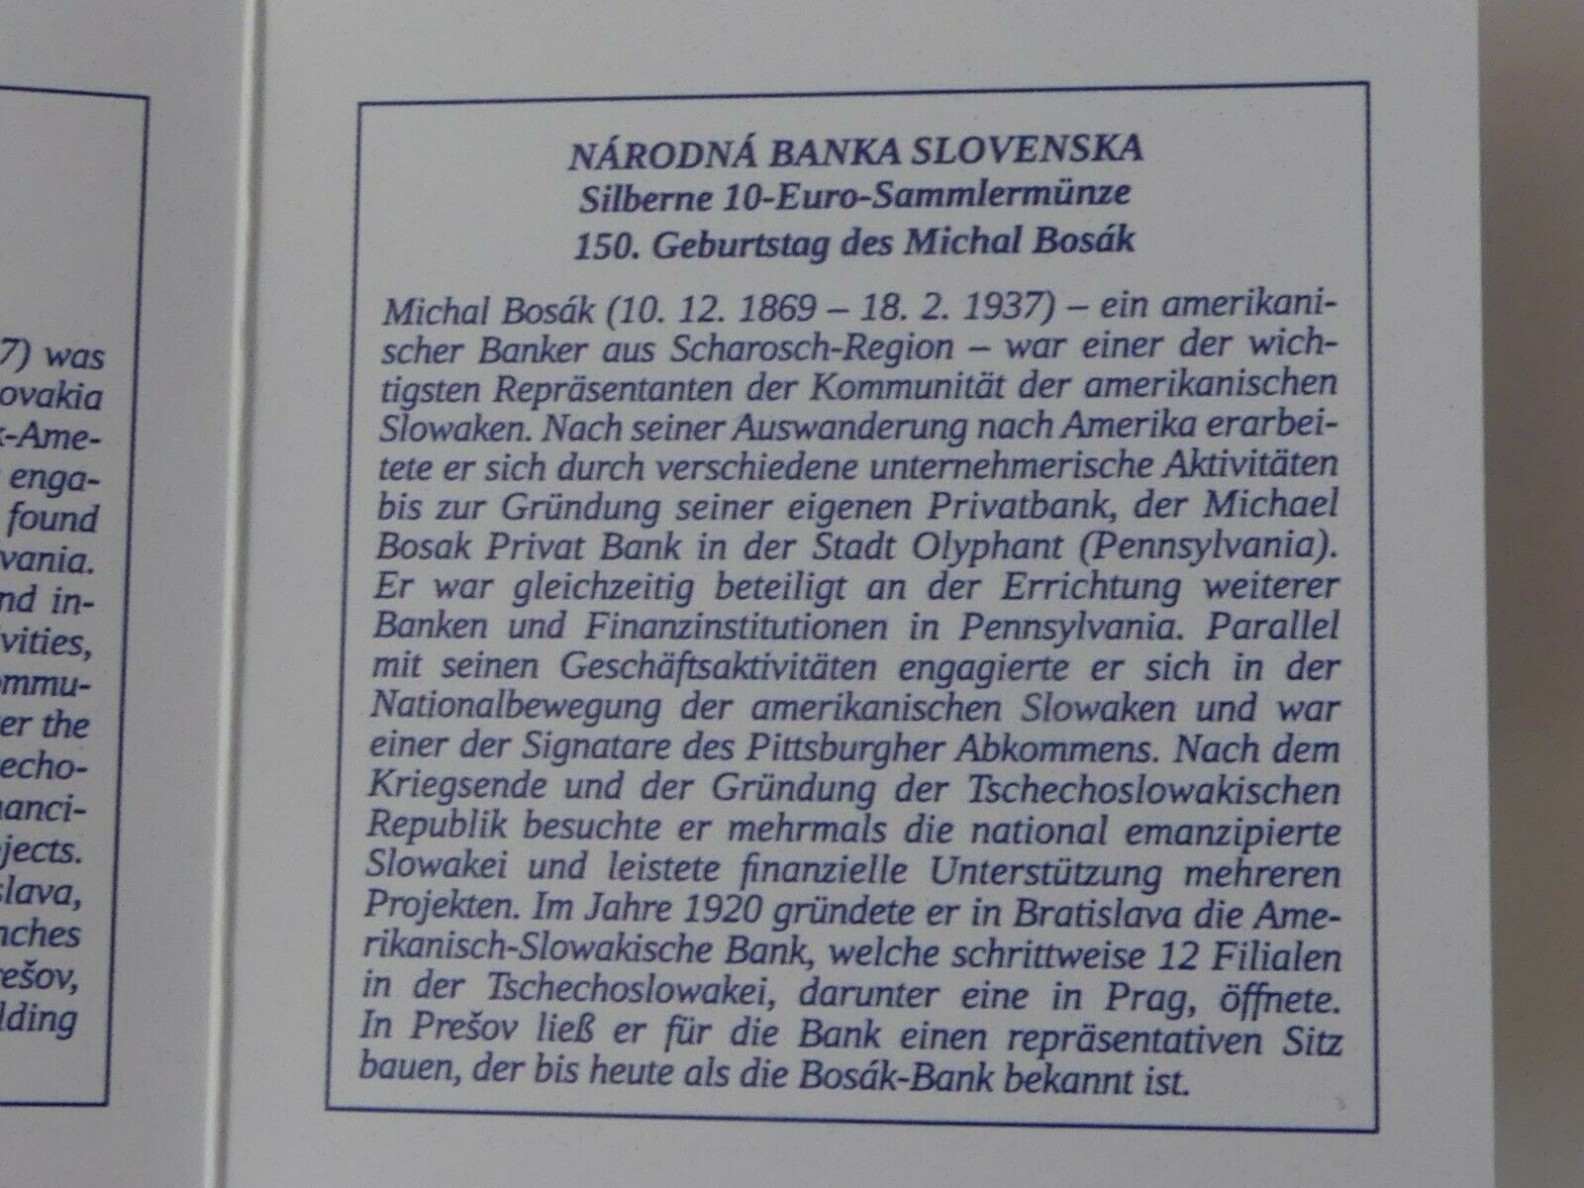 7) was
ovakia
k-Ame-
enga-
found
vania.
nd in-
vities,
ommu-
er the
echo-
nanci-
jects.
slava,
nches
rešov,
lding
NÁRODNÁ BANKA SLOVENSKA
Silberne 10-Euro-Sammlermünze
150. Geburtstag des Michal Bosák
Michal Bosák (10. 12. 1869 – 18. 2. 1937) – ein amerikani-
scher Banker aus Scharosch-Region – war einer der wich-
tigsten Repräsentanten der Kommunität der amerikanischen
Slowaken. Nach seiner Auswanderung nach Amerika erarbei-
tete er sich durch verschiedene unternehmerische Aktivitäten
bis zur Gründung seiner eigenen Privatbank, der Michael
Bosak Privat Bank in der Stadt Olyphant (Pennsylvania).
Er war gleichzeitig beteiligt an der Errichtung weiterer
Banken und Finanzinstitutionen in Pennsylvania. Parallel
mit seinen Geschäftsaktivitäten engagierte er sich in der
Nationalbewegung der amerikanischen Slowaken und war
einer der Signatare des Pittsburgher Abkommens. Nach dem
Kriegsende und der Gründung der Tschechoslowakischen
Republik besuchte er mehrmals die national emanzipierte
Slowakei und leistete finanzielle Unterstützung mehreren
Projekten. Im Jahre 1920 gründete er in Bratislava die Ame-
rikanisch-Slowakische Bank, welche schrittweise 12 Filialen
in der Tschechoslowakei, darunter eine in Prag, öffnete.
In Prešov ließ er für die Bank einen repräsentativen Sitz
bauen, der bis heute als die Bosák-Bank bekannt ist.